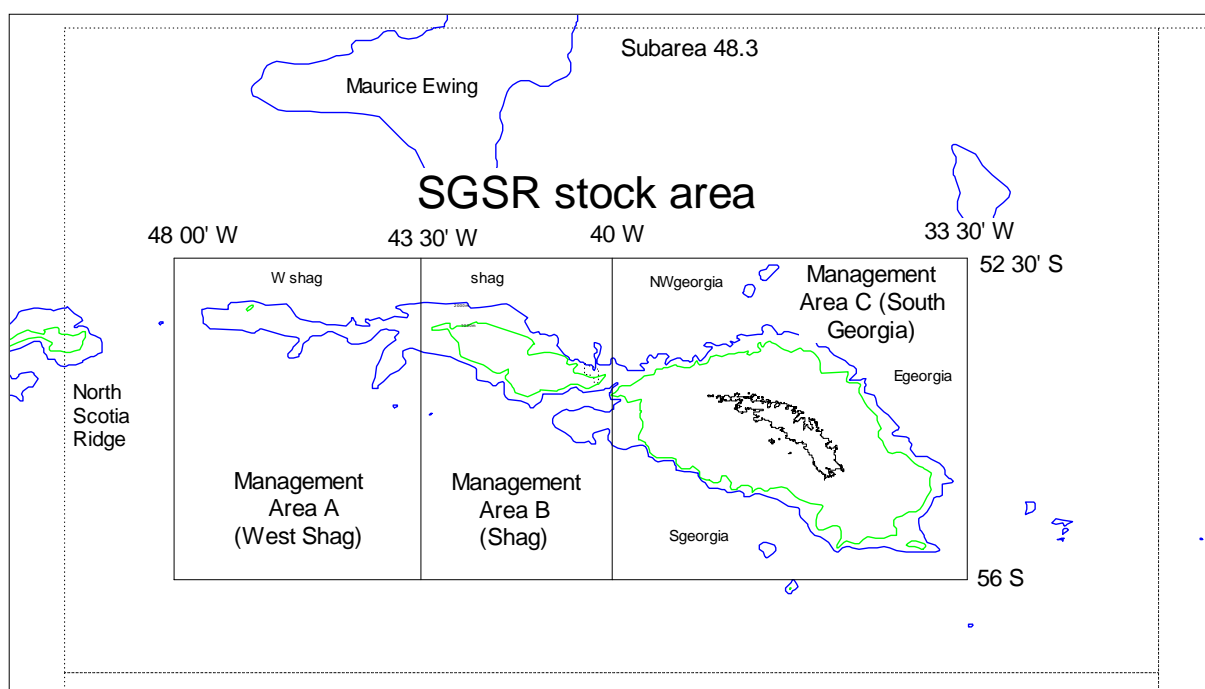 Subarea 48.3
Maurice Ewing
SGSR stock area
48 00' W
43 30' W
40 W
33 30' W
52 30' S
W shag
shag
NWgeorgia
Management
Area C (South
Georgia)
Egeorgia
North
Scotia
Ridge
Management
Area A
(West Shag)
Management
Area B
(Shag)
Sgeorgia
56 S